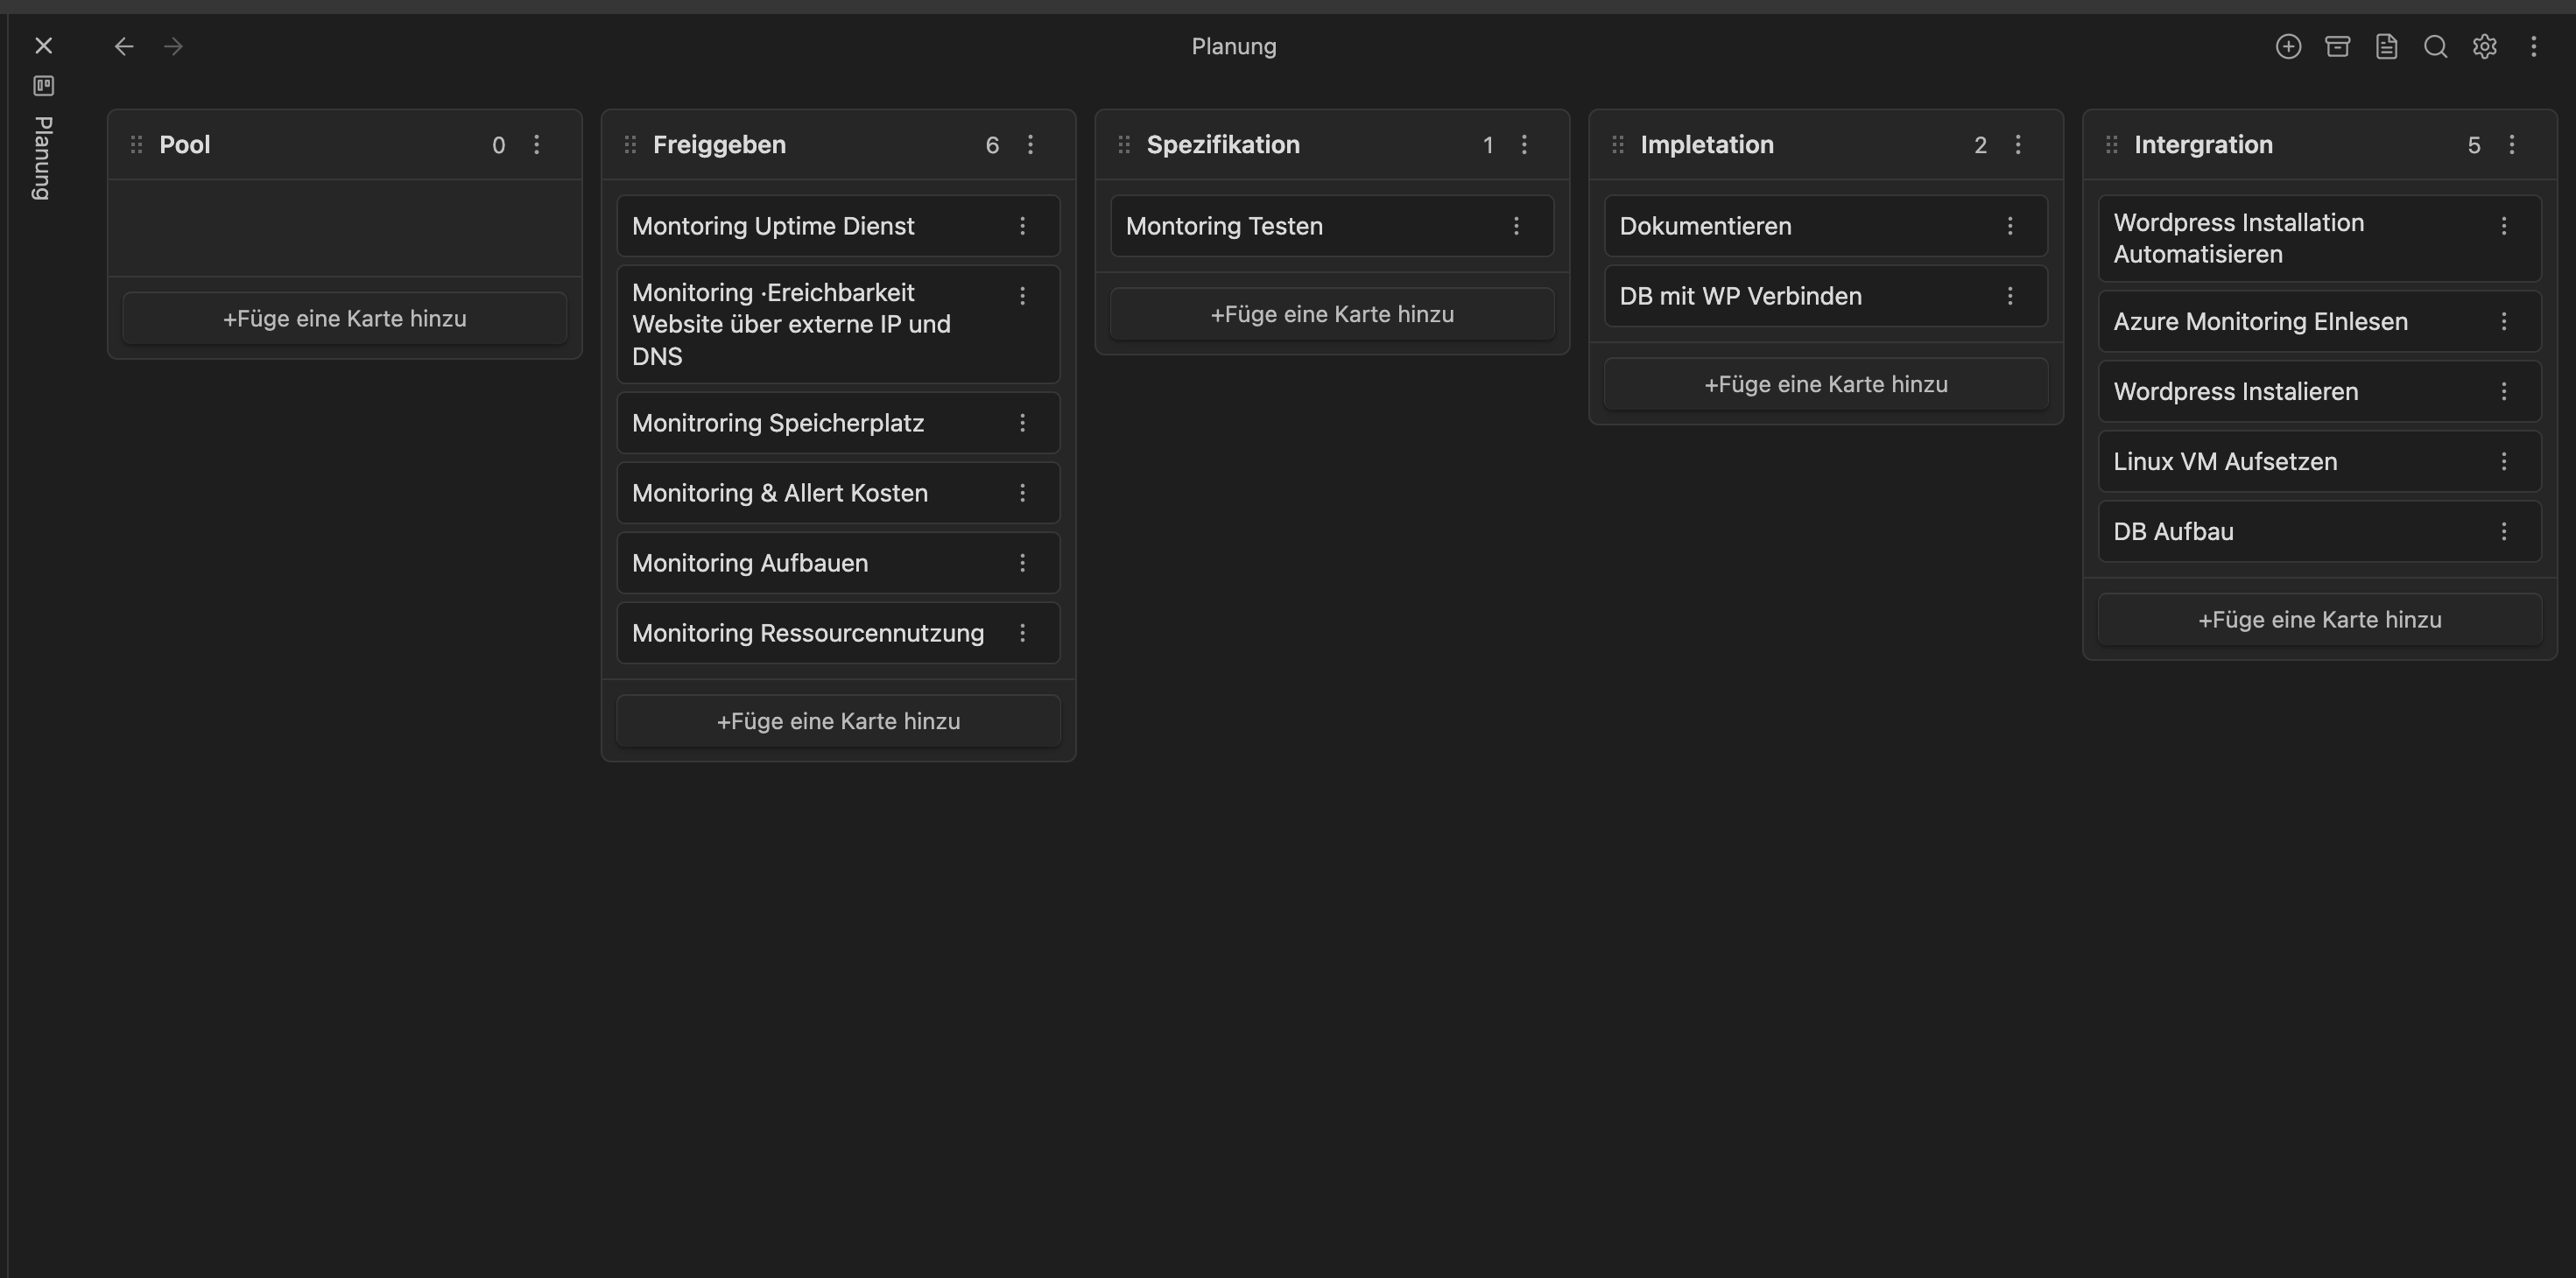 Planung
Planung
Pool 0
+Füge eine Karte hinzu
Freiggeben 6
Montoring Uptime Dienst
Monitoring ·Ereichbarkeit
Website über externe IP und
DNS
Monitroring Speicherplatz
Monitoring & Allert Kosten
Monitoring Aufbauen
Monitoring Ressourcennutzung
+Füge eine Karte hinzu
Spezifikation 1
Montoring Testen
+Füge eine Karte hinzu
Impletation 2
Dokumentieren
DB mit WP Verbinden
+Füge eine Karte hinzu
Intergration 5
Wordpress Installation
Automatisieren
Azure Monitoring EInlesen
Wordpress Instalieren
Linux VM Aufsetzen
DB Aufbau
+Füge eine Karte hinzu